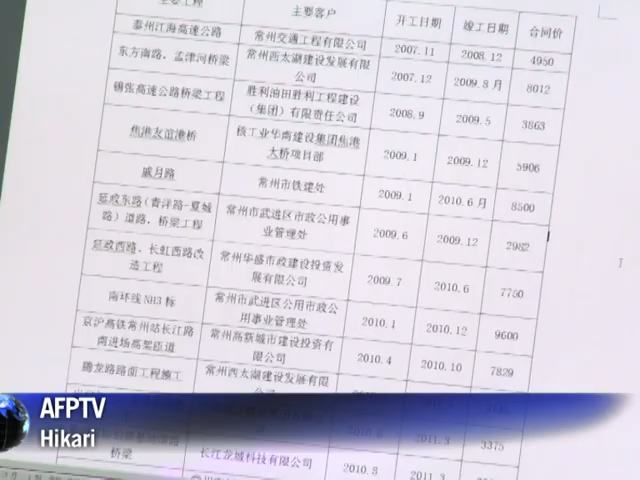 主要工程 主要客户 开工日期 竣工日期 合同价
泰州江海高速公路 常州交通工程有限公司 2007.11 2008.12 4950
东方南路、孟津河桥梁 常州西太湖建设发展有限公司 2007.12 2009.8月 8012
锡张高速公路桥梁工程 胜利油田胜利工程建设（集团）有限责任公司 2008.9 2009.5 3863
焦港友谊港桥 核工业华南建设集团焦港大桥项目部 2009.1 2009.12 5906
戚月路 常州市铁建处 2009.1 2010.6月 8500
延政东路（青洋路-夏城路）道路、桥梁工程 常州市武进区市政公用事业管理处 2009.6 2009.12 2982
延政西路、长虹西路改造工程 常州华盛市政建设投资发展有限公司 2009.7 2010.6 7750
南环线NH3标 常州市武进区公用市政公用事业管理处 2010.1 2010.12 9600
京沪高铁常州站长江路南进场高架匝道 常州高新城市建设投资有限公司 2010.4 2010.10 7829
腾龙路路面工程施工 常州西太湖建设发展有限
2011.3 3375
桥梁 长江龙城科技有限公司 2010.8 2011.3
AFPTV
Hikari